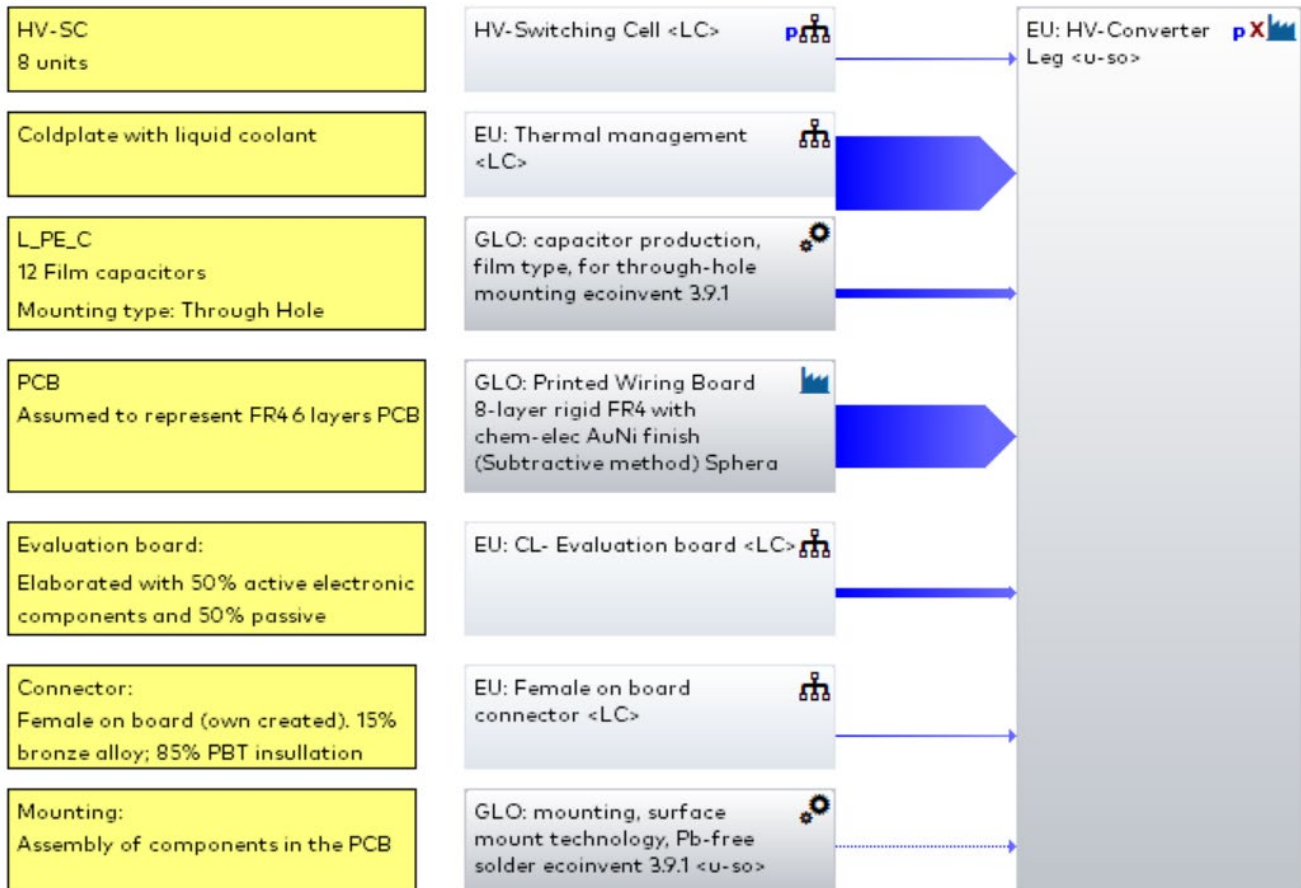 HV-SC
8 units
HV-Switching Cell <LC>
p
EU: HV-Converter
Leg <u-so>
p X
Coldplate with liquid coolant
EU: Thermal management
<LC>
L_PE_C
12 Film capacitors
Mounting type: Through Hole
GLO: capacitor production,
film type, for through-hole
mounting ecoinvent 3.9.1
PCB
Assumed to represent FR4 6 layers PCB
GLO: Printed Wiring Board
8-layer rigid FR4 with
chem-elec AuNi finish
(Subtractive method) Sphera
Evaluation board:
Elaborated with 50% active electronic
components and 50% passive
EU: CL- Evaluation board <LC>
Connector:
Female on board (own created). 15%
bronze alloy; 85% PBT insullation
EU: Female on board
connector <LC>
Mounting:
Assembly of components in the PCB
GLO: mounting, surface
mount technology, Pb-free
solder ecoinvent 3.9.1 <u-so>